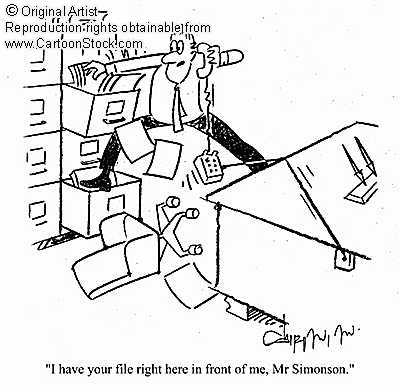 © Original Artist
Reproduction rights obtainable from
www.CartoonStock.com
"I have your file right here in front of me, Mr Simonson."